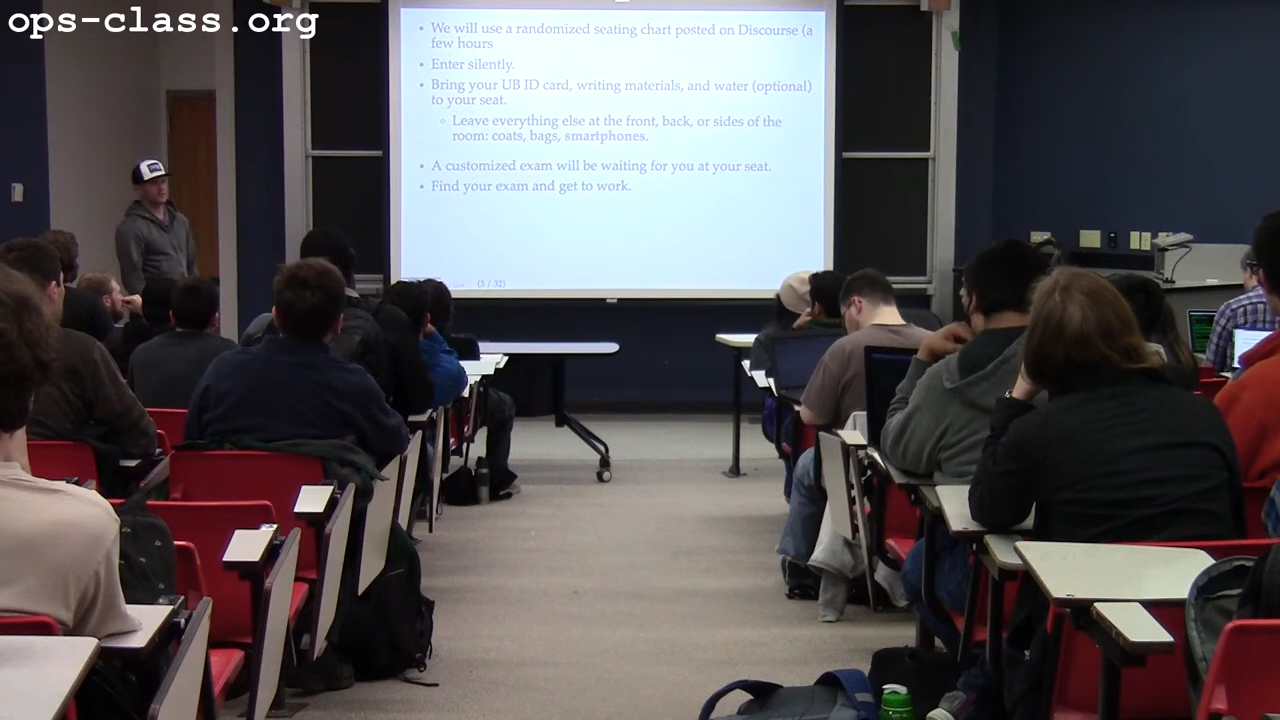 ops-class.org
• We will use a randomized seating chart posted on Discourse (a
few hours
• Enter silently.
• Bring your UB ID card, writing materials, and water (optional)
to your seat.
◦ Leave everything else at the front, back, or sides of the
room: coats, bags, smartphones.
• A customized exam will be waiting for you at your seat.
• Find your exam and get to work.
(3 / 32)